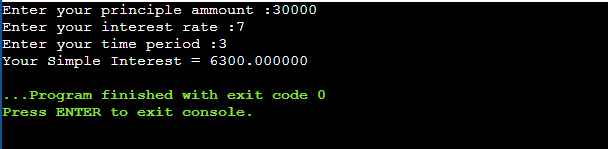 Enter your principle ammount :30000
Enter your interest rate :7
Enter your time period :3
Your Simple Interest = 6300.000000
...Program finished with exit code 0
Press ENTER to exit console.